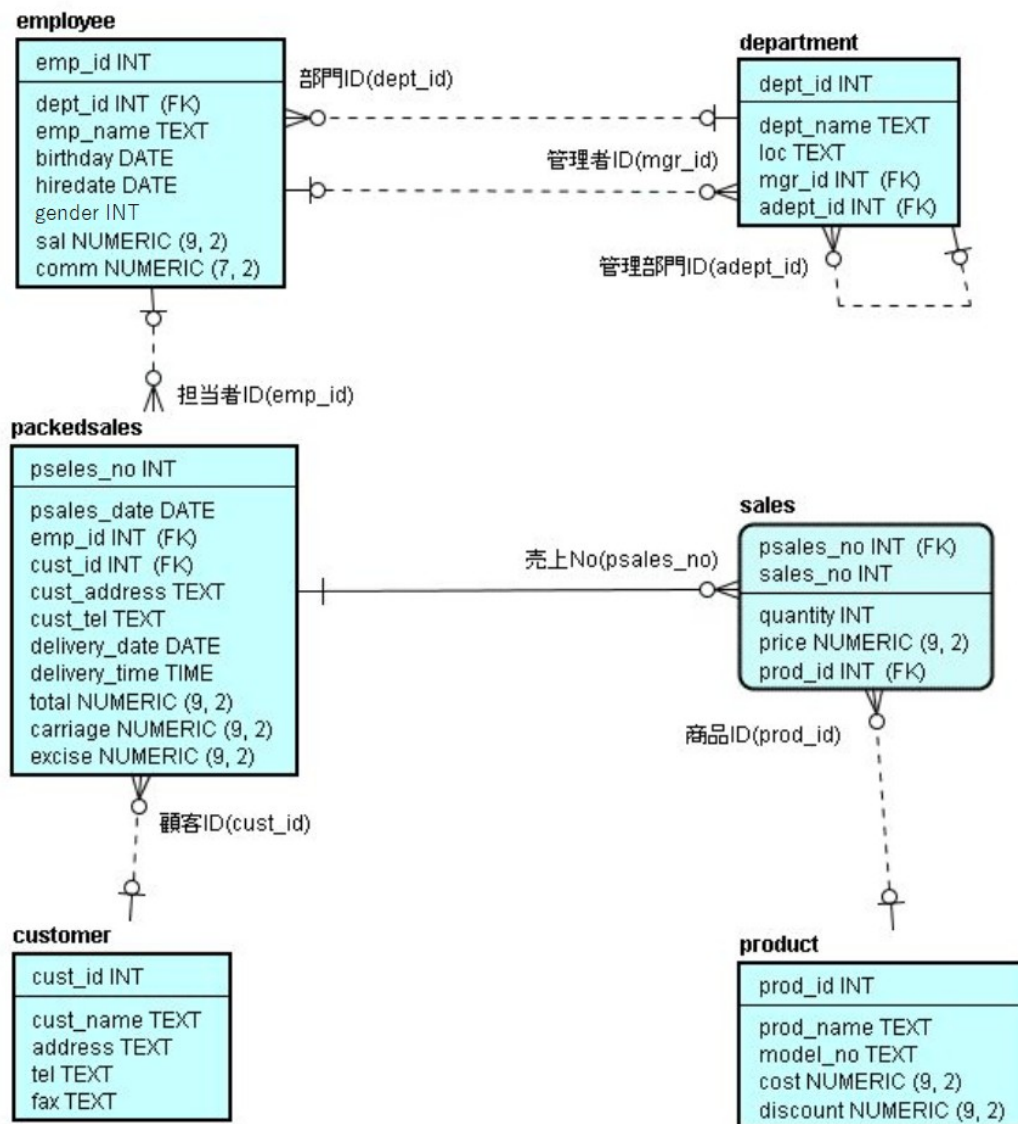 employee
emp_id INT
dept_id INT (FK)
emp_name TEXT
birthday DATE
hiredate DATE
gender INT
sal NUMERIC (9, 2)
comm NUMERIC (7, 2)
部門ID(dept_id)
管理者ID(mgr_id)
department
dept_id INT
dept_name TEXT
loc TEXT
mgr_id INT (FK)
adept_id INT (FK)
管理部門ID(adept_id)
担当者ID(emp_id)
packedsales
pseles_no INT
psales_date DATE
emp_id INT (FK)
cust_id INT (FK)
cust_address TEXT
cust_tel TEXT
delivery_date DATE
delivery_time TIME
total NUMERIC (9, 2)
carriage NUMERIC (9, 2)
excise NUMERIC (9, 2)
売上No(psales_no)
sales
psales_no INT (FK)
sales_no INT
quantity INT
price NUMERIC (9, 2)
prod_id INT (FK)
商品ID(prod_id)
顧客ID(cust_id)
customer
cust_id INT
cust_name TEXT
address TEXT
tel TEXT
fax TEXT
product
prod_id INT
prod_name TEXT
model_no TEXT
cost NUMERIC (9, 2)
discount NUMERIC (9, 2)